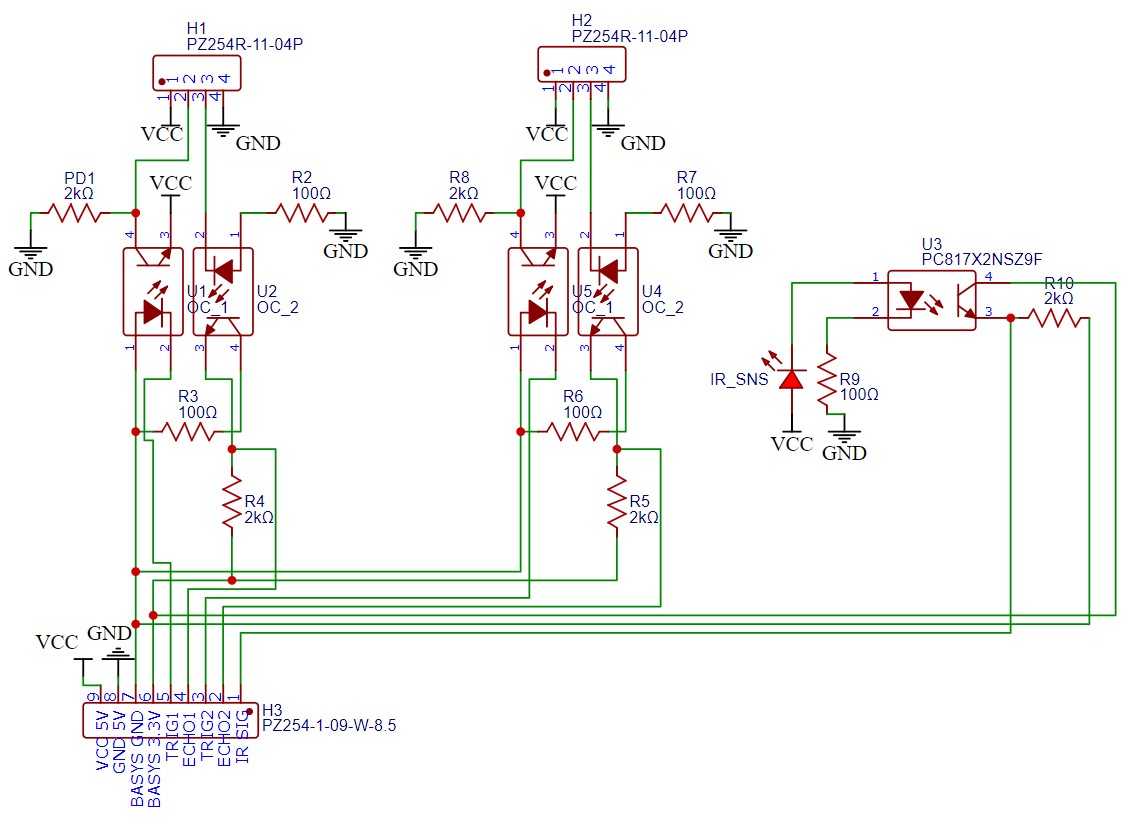 H1
PZ254R-11-04P
1 2 3 4
1 2 3 4
VCC
GND
H2
PZ254R-11-04P
1 2 3 4
1 2 3 4
VCC
GND
PD1
2kΩ
VCC
R2
100Ω
GND
GND
4 3 2 1
U1
OC_1
U2
OC_2
1 2 3 4
R3
100Ω
R4
2kΩ
R8
2kΩ
VCC
R7
100Ω
GND
GND
4 3 2 1
U5
OC_1
U4
OC_2
1 2 3 4
R6
100Ω
R5
2kΩ
U3
PC817X2NSZ9F
1
2
4
3
R10
2kΩ
IR_SNS
R9
100Ω
VCC
GND
VCC
GND
9 8 7 6 5 4 3 2 1
H3
PZ254-1-09-W-8.5
VCC 5V
GND 5V
BASYS GND
BASYS 3.3V
TRIG1
ECHO1
TRIG2
ECHO2
IR SIG